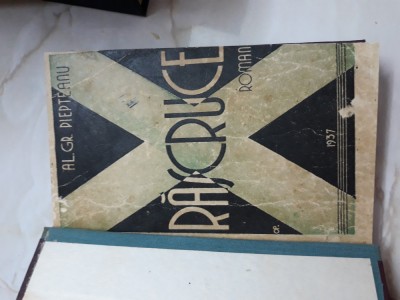 AL. GR. PIEPTEANU
RĂSCRUCE
ROMAN
1937